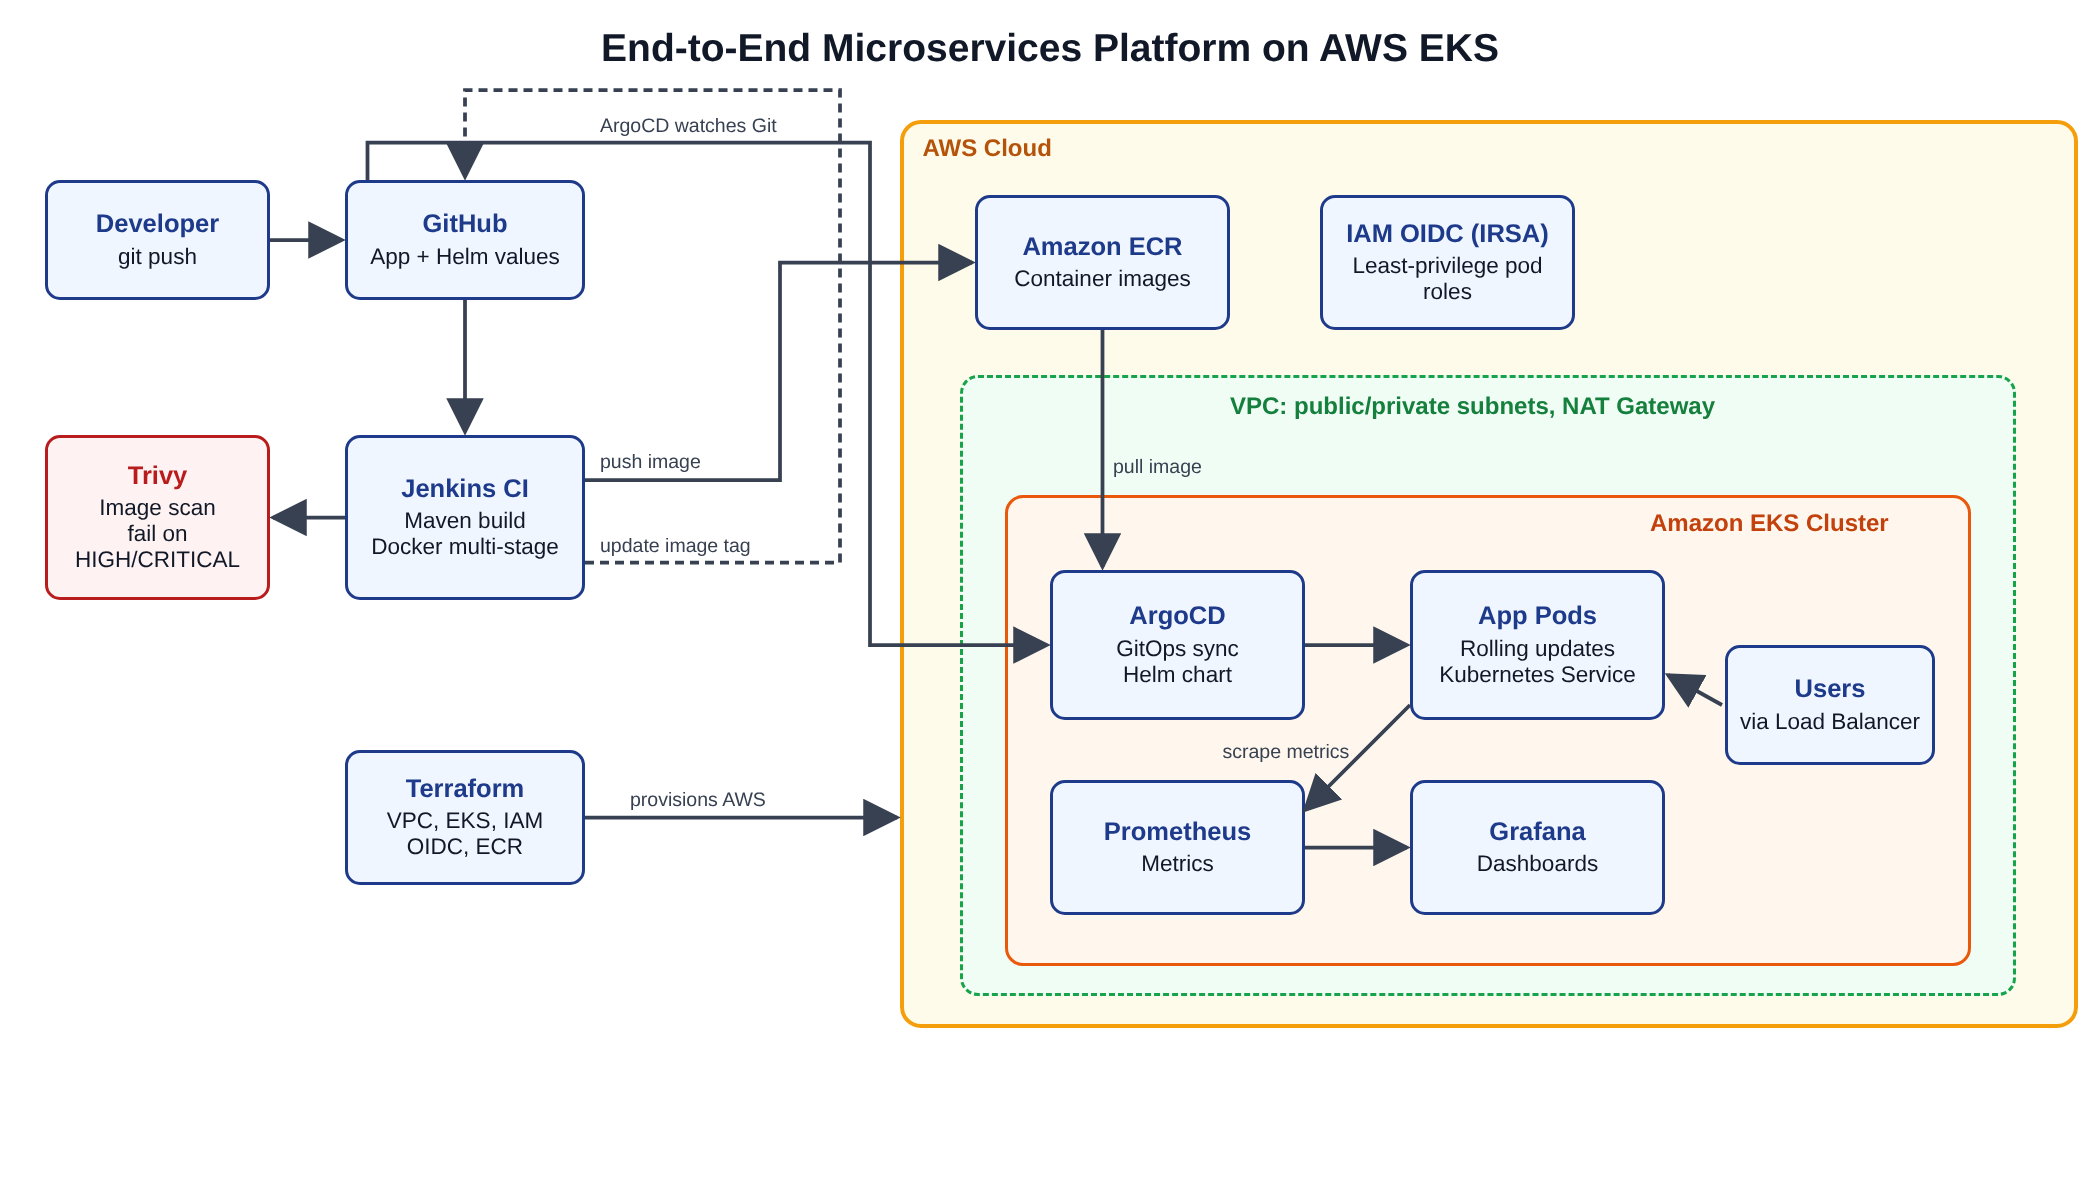 End-to-End Microservices Platform on AWS EKS
ArgoCD watches Git
AWS Cloud
Developer
git push
GitHub
App + Helm values
Amazon ECR
Container images
IAM OIDC (IRSA)
Least-privilege pod
roles
VPC: public/private subnets, NAT Gateway
Trivy
Image scan
fail on
HIGH/CRITICAL
Jenkins CI
Maven build
Docker multi-stage
push image
update image tag
pull image
Amazon EKS Cluster
ArgoCD
GitOps sync
Helm chart
App Pods
Rolling updates
Kubernetes Service
Users
via Load Balancer
scrape metrics
Terraform
VPC, EKS, IAM
OIDC, ECR
provisions AWS
Prometheus
Metrics
Grafana
Dashboards